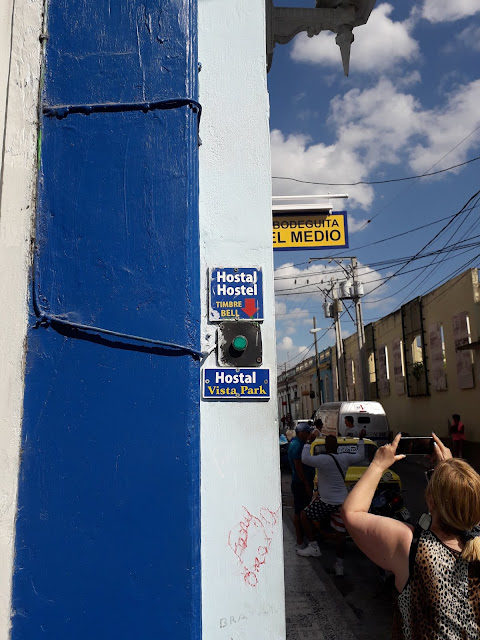 BODEGUITA
EL MEDIO
Hostal
Hostel
TIMBRE
BELL
Hostal
Vista Park